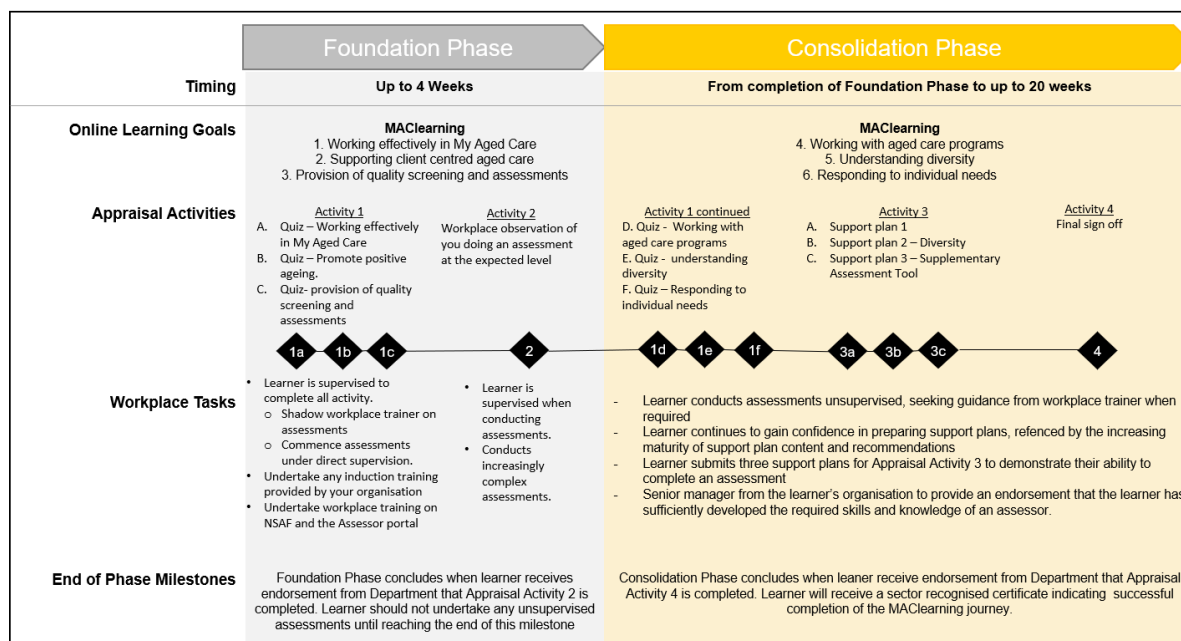 Foundation Phase
Consolidation Phase
Timing
Up to 4 Weeks
From completion of Foundation Phase to up to 20 weeks
Online Learning Goals
MAClearning
1. Working effectively in My Aged Care
2. Supporting client centred aged care
3. Provision of quality screening and assessments
MAClearning
4. Working with aged care programs
5. Understanding diversity
6. Responding to individual needs
Appraisal Activities
Activity 1
A. Quiz – Working effectively
in My Aged Care
B. Quiz – Promote positive
ageing.
C. Quiz- provision of quality
screening and
assessments
Activity 2
Workplace observation of
you doing an assessment
at the expected level
Activity 1 continued
D. Quiz - Working with
aged care programs
E. Quiz - understanding
diversity
F. Quiz – Responding to
individual needs
Activity 3
A. Support plan 1
B. Support plan 2 – Diversity
C. Support plan 3 – Supplementary
Assessment Tool
Activity 4
Final sign off
1a 1b 1c 2 1d 1e 1f 3a 3b 3c 4
Workplace Tasks
• Learner is supervised to
complete all activity.
o Shadow workplace trainer on
assessments
o Commence assessments
under direct supervision.
• Undertake any induction training
provided by your organisation
• Undertake workplace training on
NSAF and the Assessor portal
• Learner is
supervised when
conducting
assessments.
• Conducts
increasingly
complex
assessments.
- Learner conducts assessments unsupervised, seeking guidance from workplace trainer when
required
- Learner continues to gain confidence in preparing support plans, refenced by the increasing
maturity of support plan content and recommendations
- Learner submits three support plans for Appraisal Activity 3 to demonstrate their ability to
complete an assessment
- Senior manager from the learner's organisation to provide an endorsement that the learner has
sufficiently developed the required skills and knowledge of an assessor.
End of Phase Milestones
Foundation Phase concludes when learner receives
endorsement from Department that Appraisal Activity 2 is
completed. Learner should not undertake any unsupervised
assessments until reaching the end of this milestone
Consolidation Phase concludes when leaner receive endorsement from Department that Appraisal
Activity 4 is completed. Learner will receive a sector recognised certificate indicating successful
completion of the MAClearning journey.